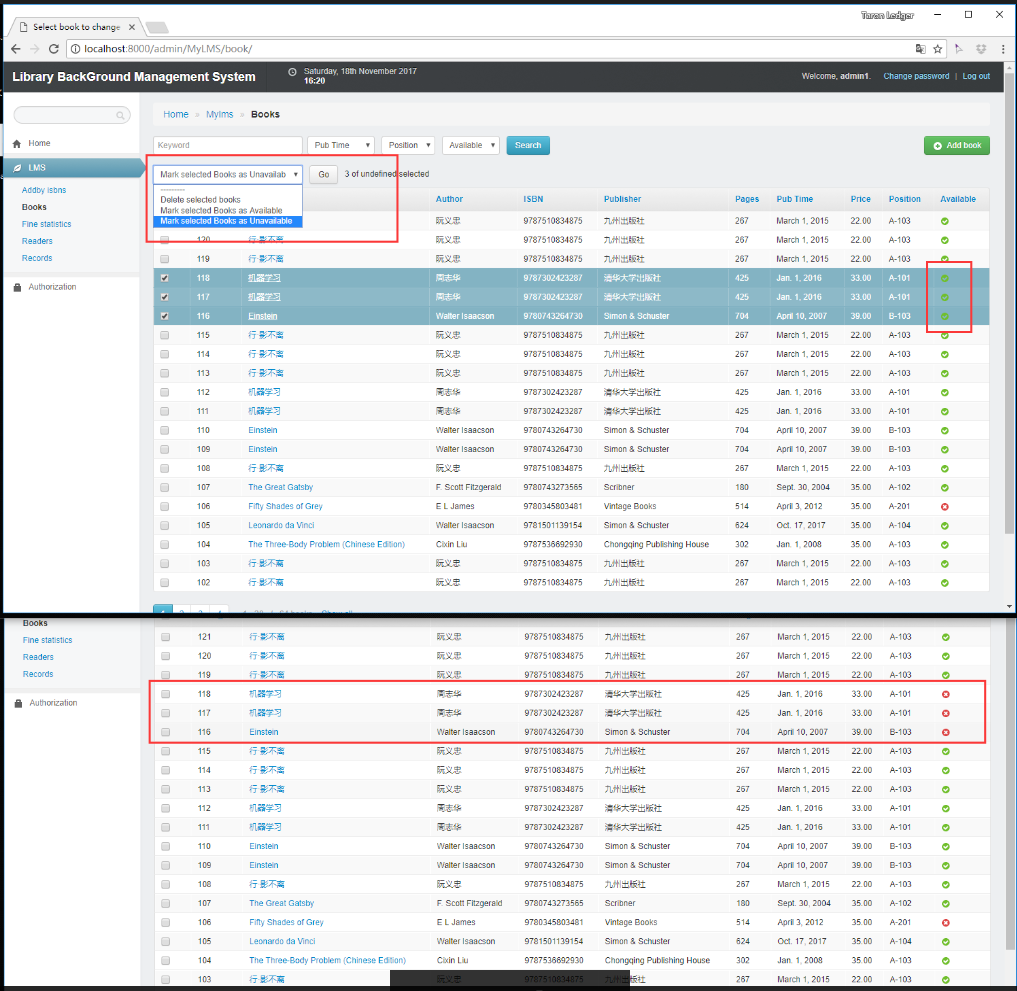 Taran Ledger
Select book to change
localhost:8000/admin/MyLMS/book/
Library BackGround Management System
Saturday, 18th November 2017
16:20
Welcome, admin1. Change password | Log out
Home » Mylms » Books
Home
LMS
Addby isbns
Books
Fine statistics
Readers
Records
Authorization
Keyword Pub Time Position Available Search Add book
Mark selected Books as Unavailab Go 3 of undefined selected
---------
Delete selected books
Mark selected Books as Available
Mark selected Books as Unavailable
Author ISBN Publisher Pages Pub Time Price Position Available
阮义忠 9787510834875 九州出版社 267 March 1, 2015 22.00 A-103
120 行·影不离 阮义忠 9787510834875 九州出版社 267 March 1, 2015 22.00 A-103
119 行·影不离 阮义忠 9787510834875 九州出版社 267 March 1, 2015 22.00 A-103
118 机器学习 周志华 9787302423287 清华大学出版社 425 Jan. 1, 2016 33.00 A-101
117 机器学习 周志华 9787302423287 清华大学出版社 425 Jan. 1, 2016 33.00 A-101
116 Einstein Walter Isaacson 9780743264730 Simon & Schuster 704 April 10, 2007 39.00 B-103
115 行·影不离 阮义忠 9787510834875 九州出版社 267 March 1, 2015 22.00 A-103
114 行·影不离 阮义忠 9787510834875 九州出版社 267 March 1, 2015 22.00 A-103
113 行·影不离 阮义忠 9787510834875 九州出版社 267 March 1, 2015 22.00 A-103
112 机器学习 周志华 9787302423287 清华大学出版社 425 Jan. 1, 2016 33.00 A-101
111 机器学习 周志华 9787302423287 清华大学出版社 425 Jan. 1, 2016 33.00 A-101
110 Einstein Walter Isaacson 9780743264730 Simon & Schuster 704 April 10, 2007 39.00 B-103
109 Einstein Walter Isaacson 9780743264730 Simon & Schuster 704 April 10, 2007 39.00 B-103
108 行·影不离 阮义忠 9787510834875 九州出版社 267 March 1, 2015 22.00 A-103
107 The Great Gatsby F. Scott Fitzgerald 9780743273565 Scribner 180 Sept. 30, 2004 35.00 A-102
106 Fifty Shades of Grey E L James 9780345803481 Vintage Books 514 April 3, 2012 35.00 A-201
105 Leonardo da Vinci Walter Isaacson 9781501139154 Simon & Schuster 624 Oct. 17, 2017 35.00 A-104
104 The Three-Body Problem (Chinese Edition) Cixin Liu 9787536692930 Chongqing Publishing House 302 Jan. 1, 2008 35.00 A-103
103 行·影不离 阮义忠 9787510834875 九州出版社 267 March 1, 2015 22.00 A-103
102 行·影不离 阮义忠 9787510834875 九州出版社 267 March 1, 2015 22.00 A-103
Books
Fine statistics
Readers
Records
Authorization
121 行·影不离 阮义忠 9787510834875 九州出版社 267 March 1, 2015 22.00 A-103
120 行·影不离 阮义忠 9787510834875 九州出版社 267 March 1, 2015 22.00 A-103
119 行·影不离 阮义忠 9787510834875 九州出版社 267 March 1, 2015 22.00 A-103
118 机器学习 周志华 9787302423287 清华大学出版社 425 Jan. 1, 2016 33.00 A-101
117 机器学习 周志华 9787302423287 清华大学出版社 425 Jan. 1, 2016 33.00 A-101
116 Einstein Walter Isaacson 9780743264730 Simon & Schuster 704 April 10, 2007 39.00 B-103
115 行·影不离 阮义忠 9787510834875 九州出版社 267 March 1, 2015 22.00 A-103
114 行·影不离 阮义忠 9787510834875 九州出版社 267 March 1, 2015 22.00 A-103
113 行·影不离 阮义忠 9787510834875 九州出版社 267 March 1, 2015 22.00 A-103
112 机器学习 周志华 9787302423287 清华大学出版社 425 Jan. 1, 2016 33.00 A-101
111 机器学习 周志华 9787302423287 清华大学出版社 425 Jan. 1, 2016 33.00 A-101
110 Einstein Walter Isaacson 9780743264730 Simon & Schuster 704 April 10, 2007 39.00 B-103
109 Einstein Walter Isaacson 9780743264730 Simon & Schuster 704 April 10, 2007 39.00 B-103
108 行·影不离 阮义忠 9787510834875 九州出版社 267 March 1, 2015 22.00 A-103
107 The Great Gatsby F. Scott Fitzgerald 9780743273565 Scribner 180 Sept. 30, 2004 35.00 A-102
106 Fifty Shades of Grey E L James 9780345803481 Vintage Books 514 April 3, 2012 35.00 A-201
105 Leonardo da Vinci Walter Isaacson 9781501139154 Simon & Schuster 624 Oct. 17, 2017 35.00 A-104
104 The Three-Body Problem (Chinese Edition) Cixin Liu 9787536692930 Chongqing Publishing House 302 Jan. 1, 2008 35.00 A-103
103 行·影不离 阮义忠 9787510834875 九州出版社 267 March 1, 2015 22.00 A-103